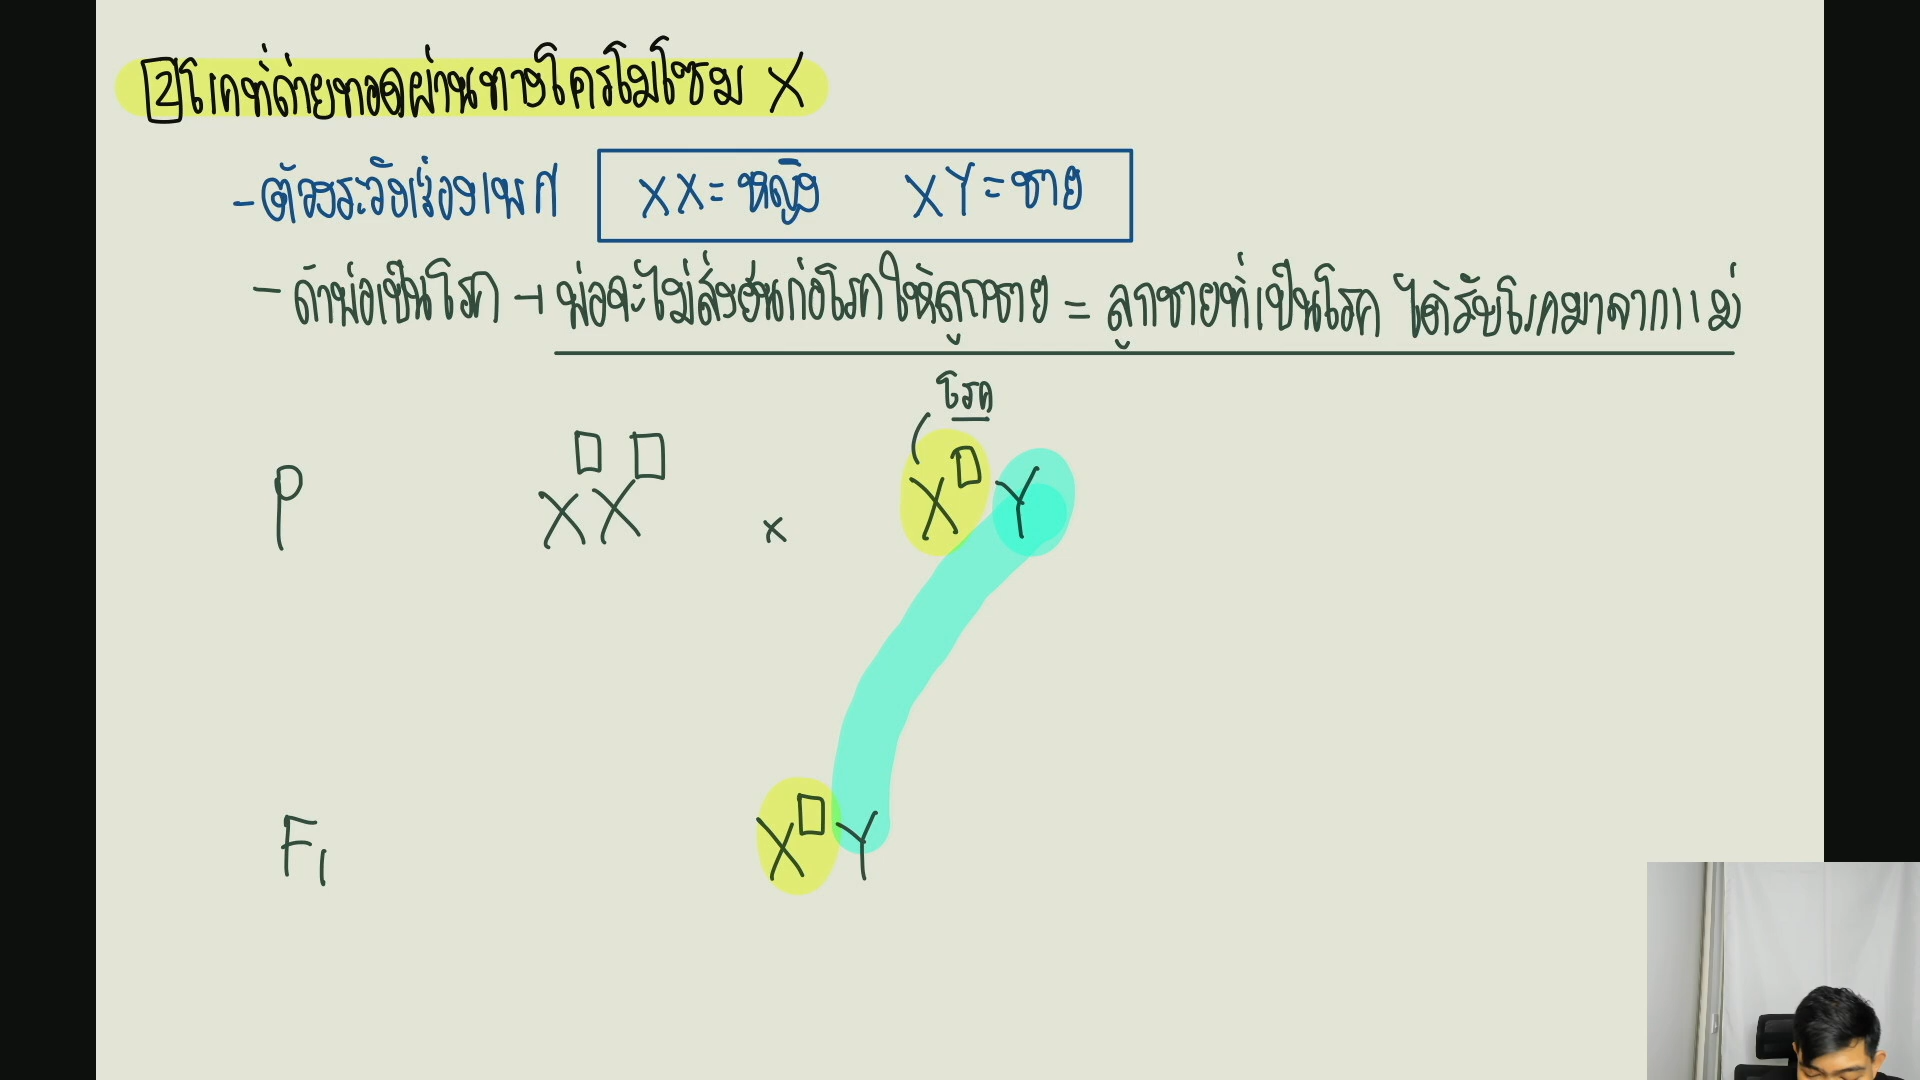 2 โรคที่ถ่ายทอดผ่านทางโครโมโซม X
- ต้องระวังเรื่องเพศ XX = หญิง XY = ชาย
- ถ้าพ่อเป็นโรค → พ่อจะไม่ส่งยีนก่อโรคให้ลูกชาย = ลูกชายที่เป็นโรค ได้รับโรคมาจากแม่
โรค
P X□X□ × X□Y
F1 X□Y